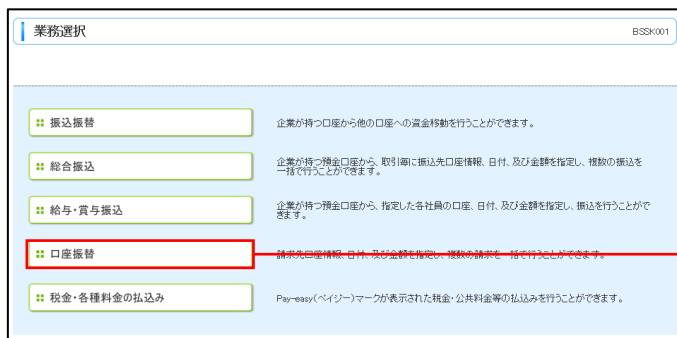 業務選択
BSSK001
振込振替
企業が持つ口座から他の口座への資金移動を行うことができます。
総合振込
企業が持つ預金口座から、取引毎に振込先口座情報、日付、及び金額を指定し、複数の振込を
一括で行うことができます。
給与・賞与振込
企業が持つ預金口座から、指定した各社員の口座、日付、及び金額を指定し、振込を行うことがで
きます。
口座振替
請求先口座情報、日付、及び金額を指定し、複数の請求を一括で行うことができます。
税金・各種料金の払込み
Pay-easy(ペイジー)マークが表示された税金・公共料金等の払込みを行うことができます。